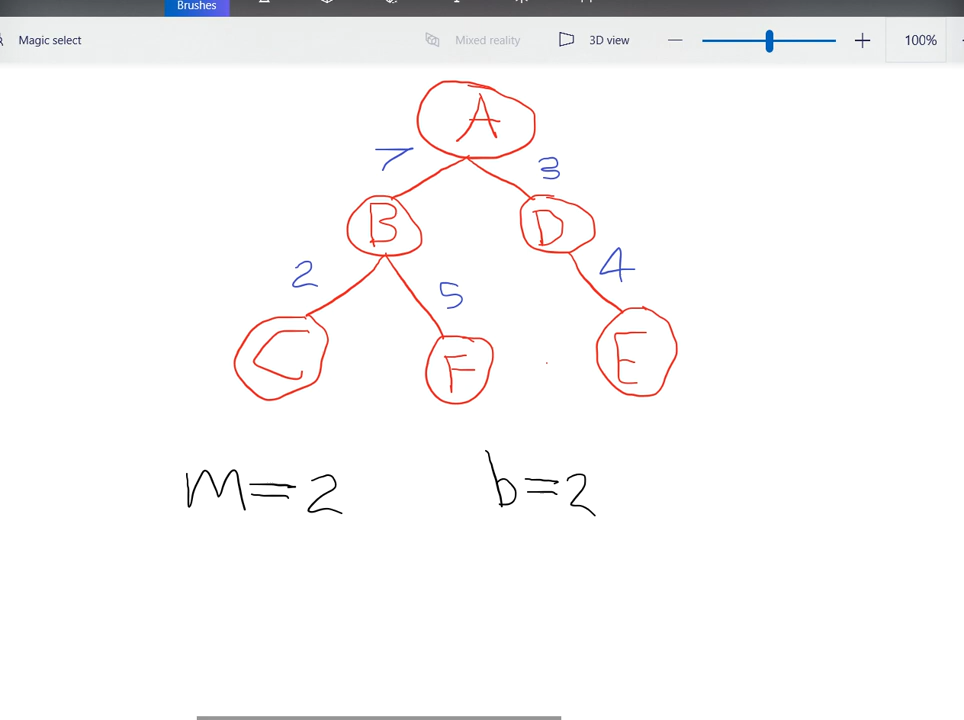 Brushes
Magic select
Mixed reality
3D view
100%
A
7
3
B
D
2
5
4
C
F
E
m=2
b=2